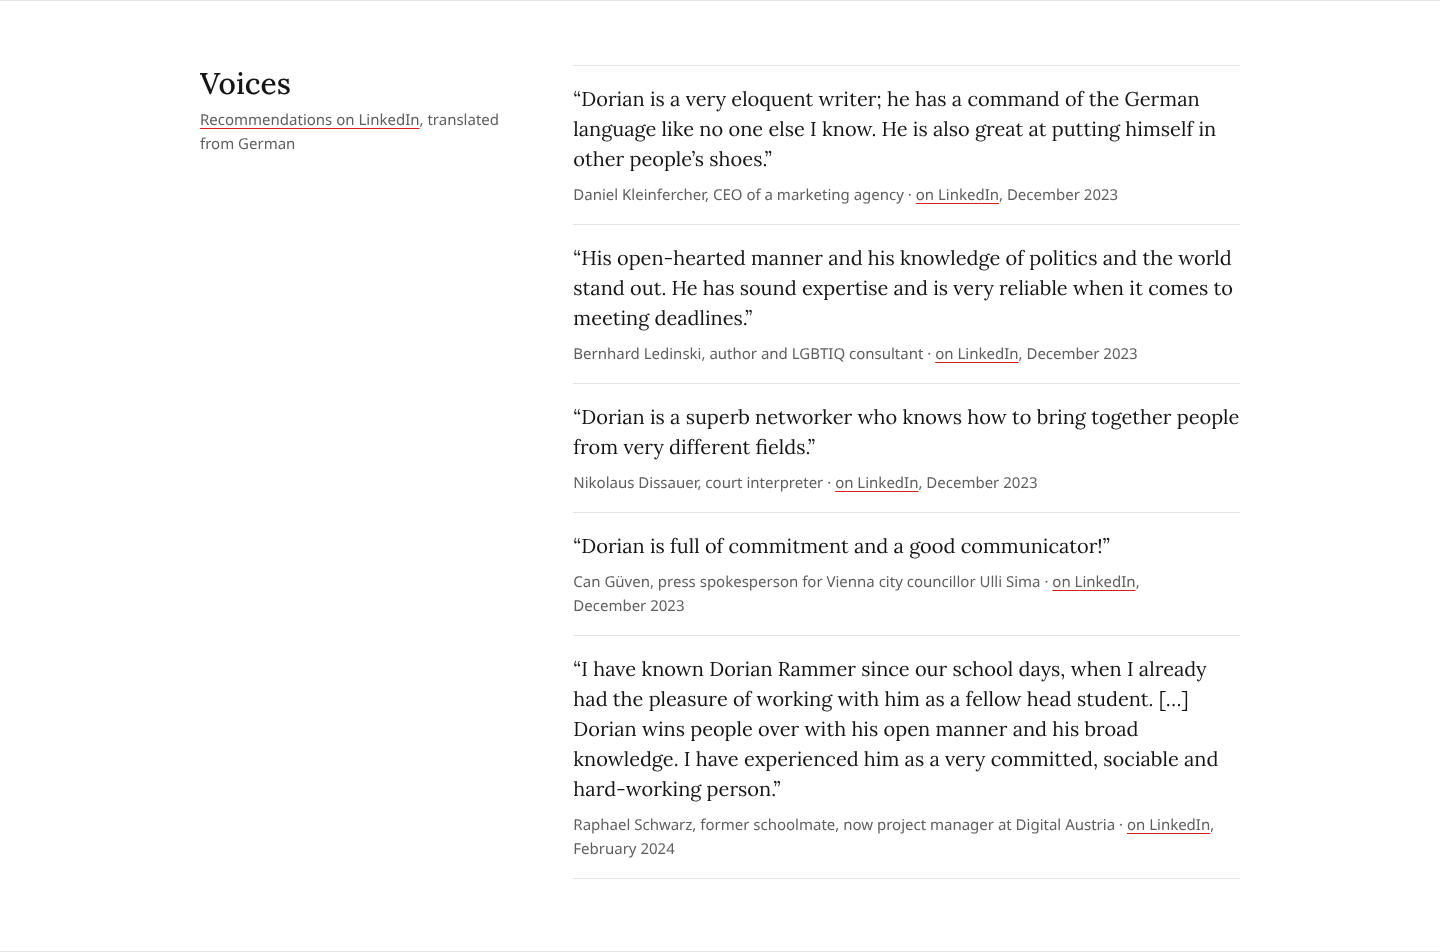 Voices
Recommendations on LinkedIn, translated
from German
“Dorian is a very eloquent writer; he has a command of the German
language like no one else I know. He is also great at putting himself in
other people’s shoes.”
Daniel Kleinfercher, CEO of a marketing agency · on LinkedIn, December 2023
“His open-hearted manner and his knowledge of politics and the world
stand out. He has sound expertise and is very reliable when it comes to
meeting deadlines.”
Bernhard Ledinski, author and LGBTIQ consultant · on LinkedIn, December 2023
“Dorian is a superb networker who knows how to bring together people
from very different fields.”
Nikolaus Dissauer, court interpreter · on LinkedIn, December 2023
“Dorian is full of commitment and a good communicator!”
Can Güven, press spokesperson for Vienna city councillor Ulli Sima · on LinkedIn,
December 2023
“I have known Dorian Rammer since our school days, when I already
had the pleasure of working with him as a fellow head student. […]
Dorian wins people over with his open manner and his broad
knowledge. I have experienced him as a very committed, sociable and
hard-working person.”
Raphael Schwarz, former schoolmate, now project manager at Digital Austria · on LinkedIn,
February 2024